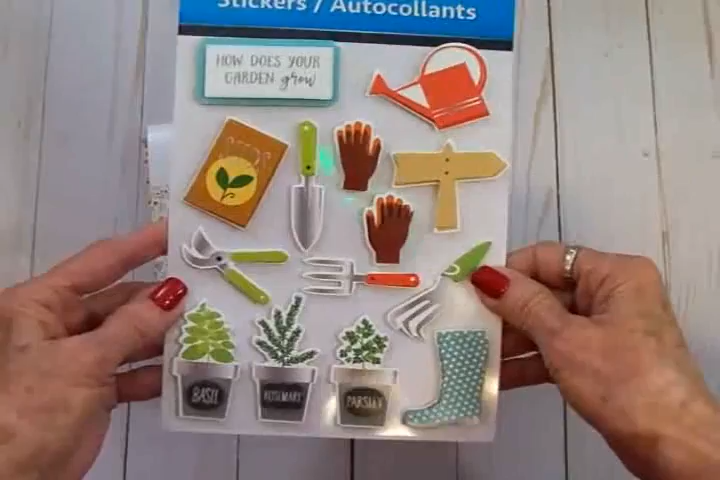 Stickers / Autocollants
HOW DOES YOUR
GARDEN grow
BASIL
ROSEMARY
PARSLEY